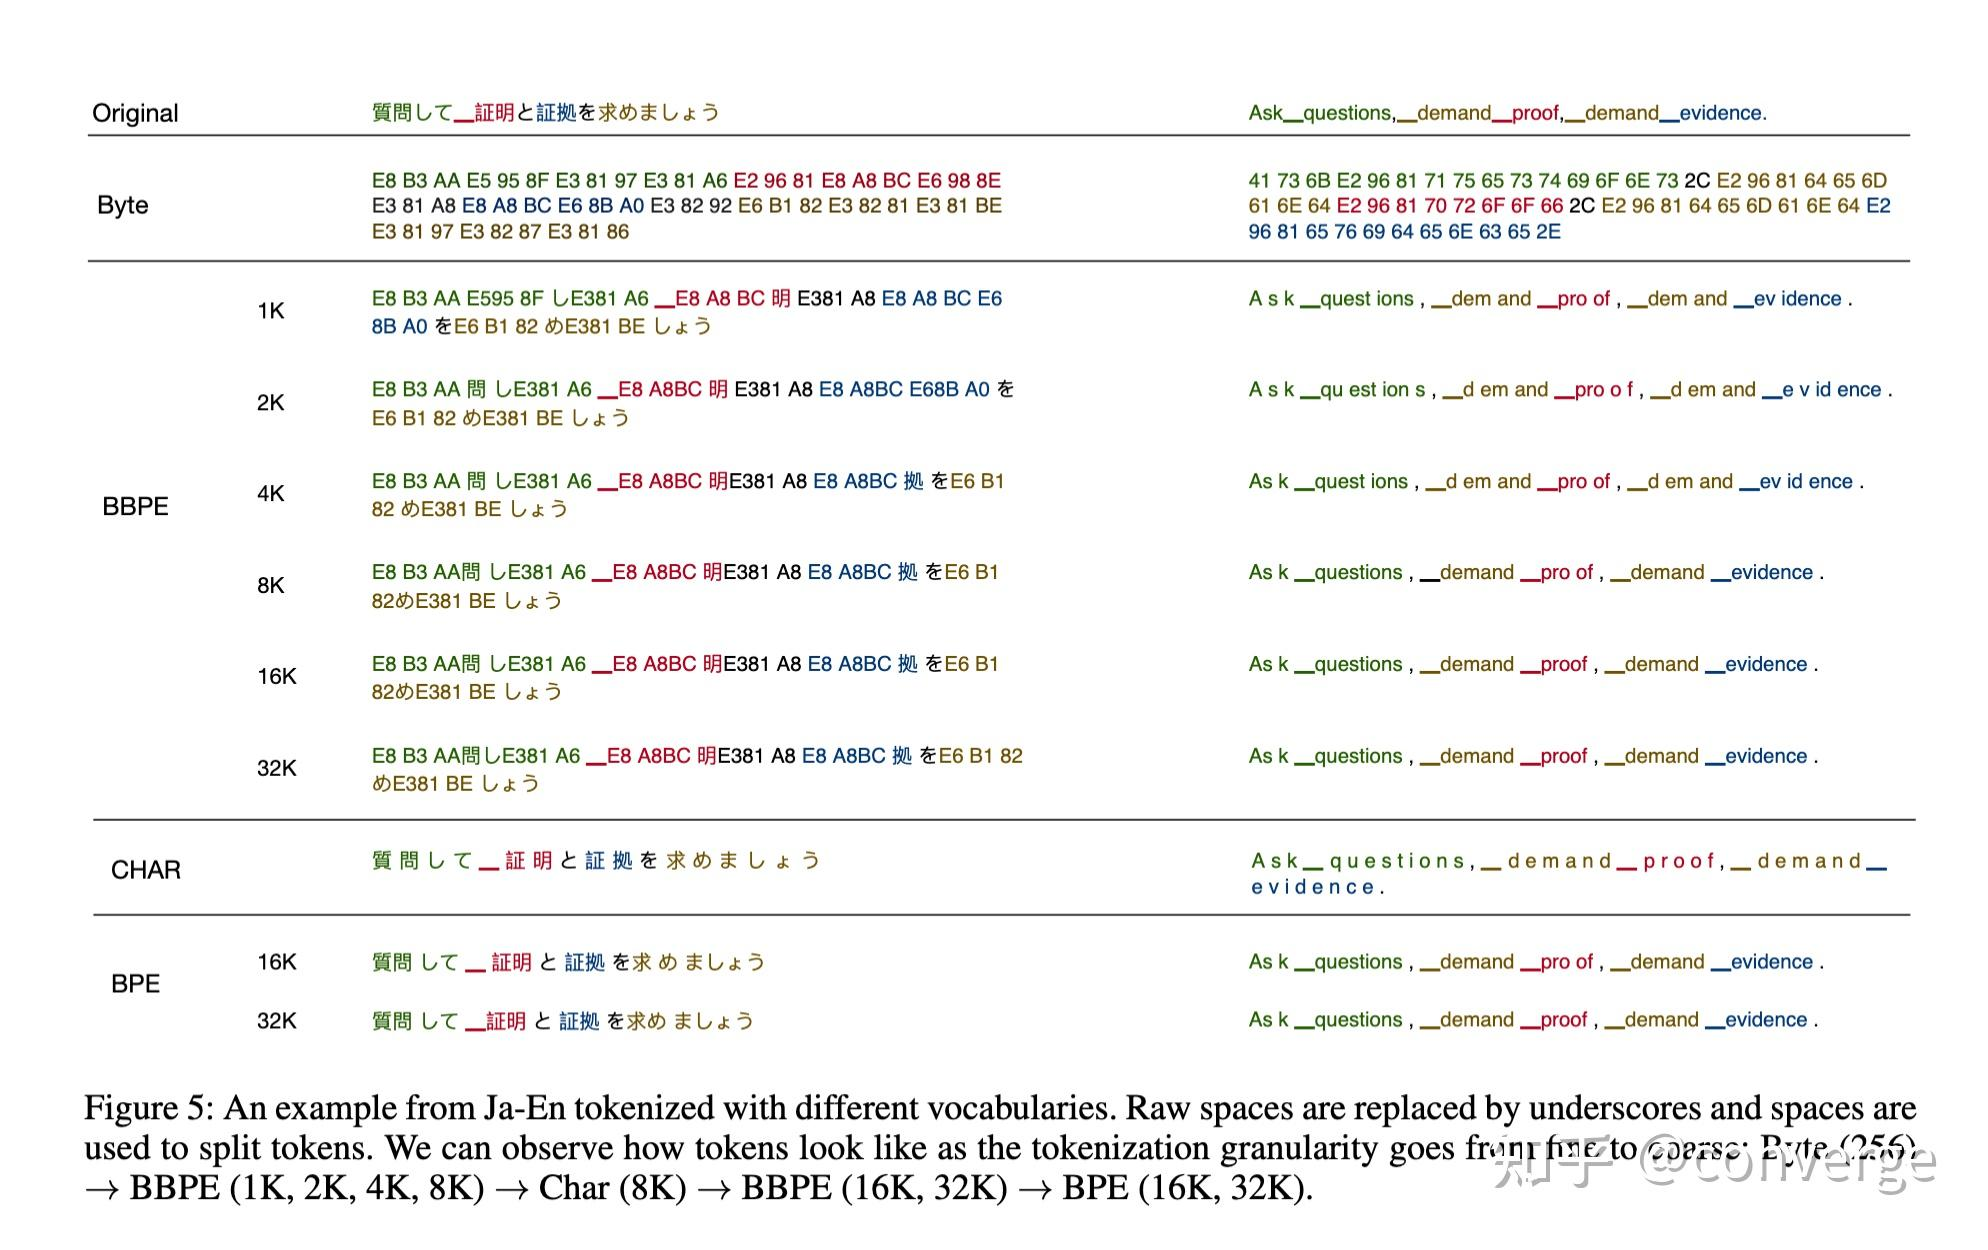 Original 質問して__証明と証拠を求めましょう Ask__questions,__demand__proof,__demand__evidence.
Byte E8 B3 AA E5 95 8F E3 81 97 E3 81 A6 E2 96 81 E8 A8 BC E6 98 8E 41 73 6B E2 96 81 71 75 65 73 74 69 6F 6E 73 2C E2 96 81 64 65 6D
E3 81 A8 E8 A8 BC E6 8B A0 E3 82 92 E6 B1 82 E3 82 81 E3 81 BE 61 6E 64 E2 96 81 70 72 6F 6F 66 2C E2 96 81 64 65 6D 61 6E 64 E2
E3 81 97 E3 82 87 E3 81 86 96 81 65 76 69 64 65 6E 63 65 2E
BBPE
1K E8 B3 AA E595 8F しE381 A6 __E8 A8 BC 明 E381 A8 E8 A8 BC E6 A s k __quest ions , __dem and __pro of , __dem and __ev idence .
8B A0 をE6 B1 82 めE381 BE しょう
2K E8 B3 AA 問 しE381 A6 __E8 A8BC 明 E381 A8 E8 A8BC E68B A0 を A s k __qu est ion s , __d em and __pro o f , __d em and __e v id ence .
E6 B1 82 めE381 BE しょう
4K E8 B3 AA 問 しE381 A6 __E8 A8BC 明E381 A8 E8 A8BC 拠 をE6 B1 As k __quest ions , __d em and __pro of , __d em and __ev id ence .
82 めE381 BE しょう
8K E8 B3 AA問 しE381 A6 __E8 A8BC 明E381 A8 E8 A8BC 拠 をE6 B1 As k __questions , __demand __pro of , __demand __evidence .
82めE381 BE しょう
16K E8 B3 AA問 しE381 A6 __E8 A8BC 明E381 A8 E8 A8BC 拠 をE6 B1 As k __questions , __demand __proof , __demand __evidence .
82めE381 BE しょう
32K E8 B3 AA問しE381 A6 __E8 A8BC 明E381 A8 E8 A8BC 拠 をE6 B1 82 As k __questions , __demand __proof , __demand __evidence .
めE381 BE しょう
CHAR 質 問 し て __ 証 明 と 証 拠 を 求 め ま し ょ う A s k __ q u e s t i o n s , __ d e m a n d __ p r o o f , __ d e m a n d __
e v i d e n c e .
BPE
16K 質問 して __ 証明 と 証拠 を求 め ましょう As k __questions , __demand __pro of , __demand __evidence .
32K 質問 して __証明 と 証拠 を求め ましょう As k __questions , __demand __proof , __demand __evidence .
Figure 5: An example from Ja-En tokenized with different vocabularies. Raw spaces are replaced by underscores and spaces are
used to split tokens. We can observe how tokens look like as the tokenization granularity goes from fine to coarse: Byte (256)
→ BBPE (1K, 2K, 4K, 8K) → Char (8K) → BBPE (16K, 32K) → BPE (16K, 32K).
知乎 @converge